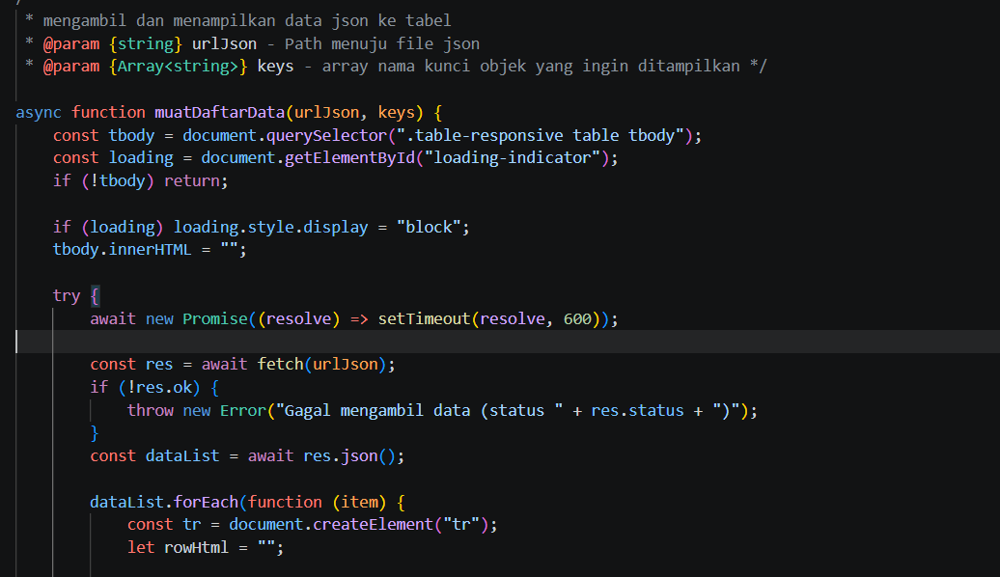 * mengambil dan menampilkan data json ke tabel
* @param {string} urlJson - Path menuju file json
* @param {Array<string>} keys - array nama kunci objek yang ingin ditampilkan */
async function muatDaftarData(urlJson, keys) {
const tbody = document.querySelector(".table-responsive table tbody");
const loading = document.getElementById("loading-indicator");
if (!tbody) return;
if (loading) loading.style.display = "block";
tbody.innerHTML = "";
try {
await new Promise((resolve) => setTimeout(resolve, 600));
const res = await fetch(urlJson);
if (!res.ok) {
throw new Error("Gagal mengambil data (status " + res.status + ")");
}
const dataList = await res.json();
dataList.forEach(function (item) {
const tr = document.createElement("tr");
let rowHtml = "";